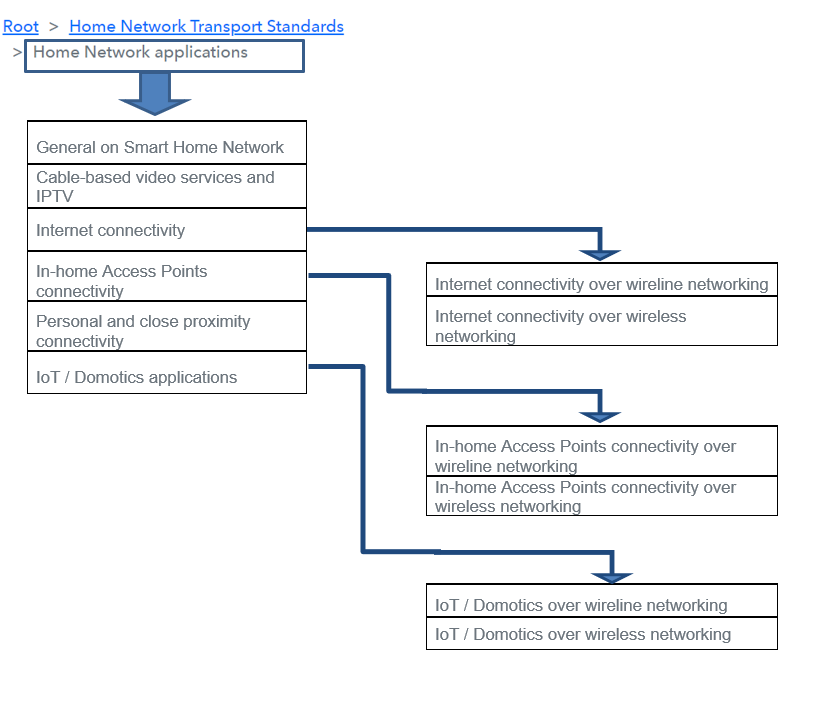 Root > Home Network Transport Standards
> Home Network applications
General on Smart Home Network
Cable-based video services and
IPTV
Internet connectivity
In-home Access Points
connectivity
Personal and close proximity
connectivity
IoT / Domotics applications
Internet connectivity over wireline networking
Internet connectivity over wireless
networking
In-home Access Points connectivity over
wireline networking
In-home Access Points connectivity over
wireless networking
IoT / Domotics over wireline networking
IoT / Domotics over wireless networking